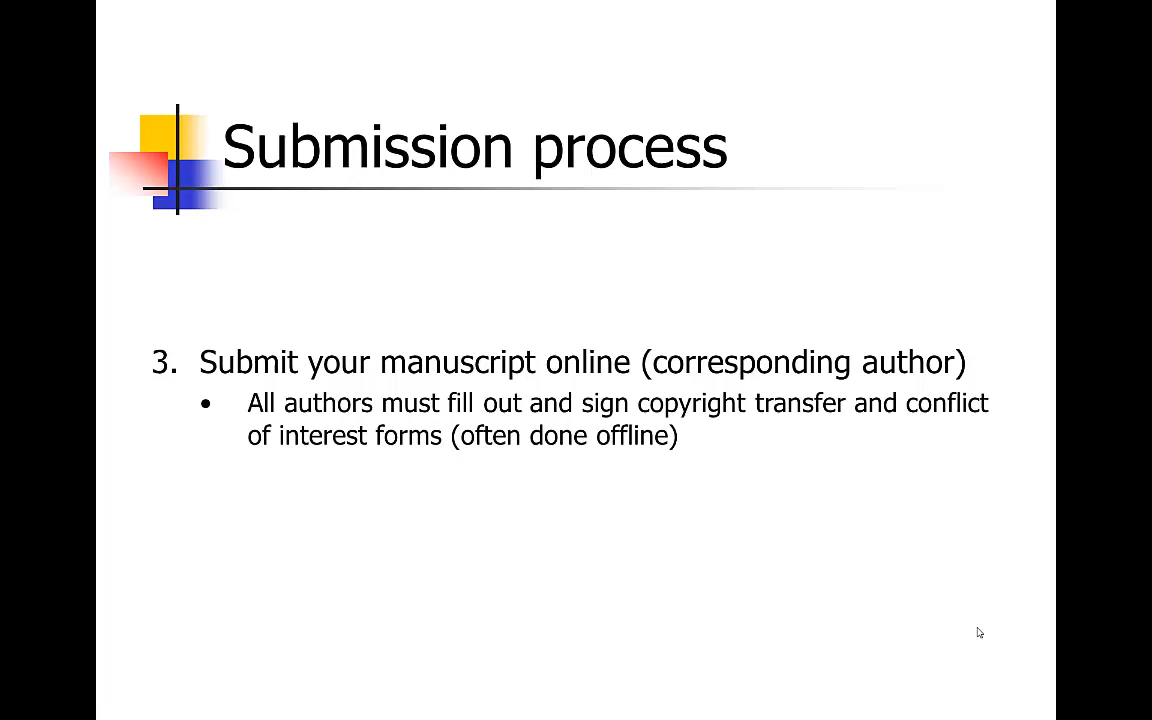 Submission process
3. Submit your manuscript online (corresponding author)
• All authors must fill out and sign copyright transfer and conflict
of interest forms (often done offline)